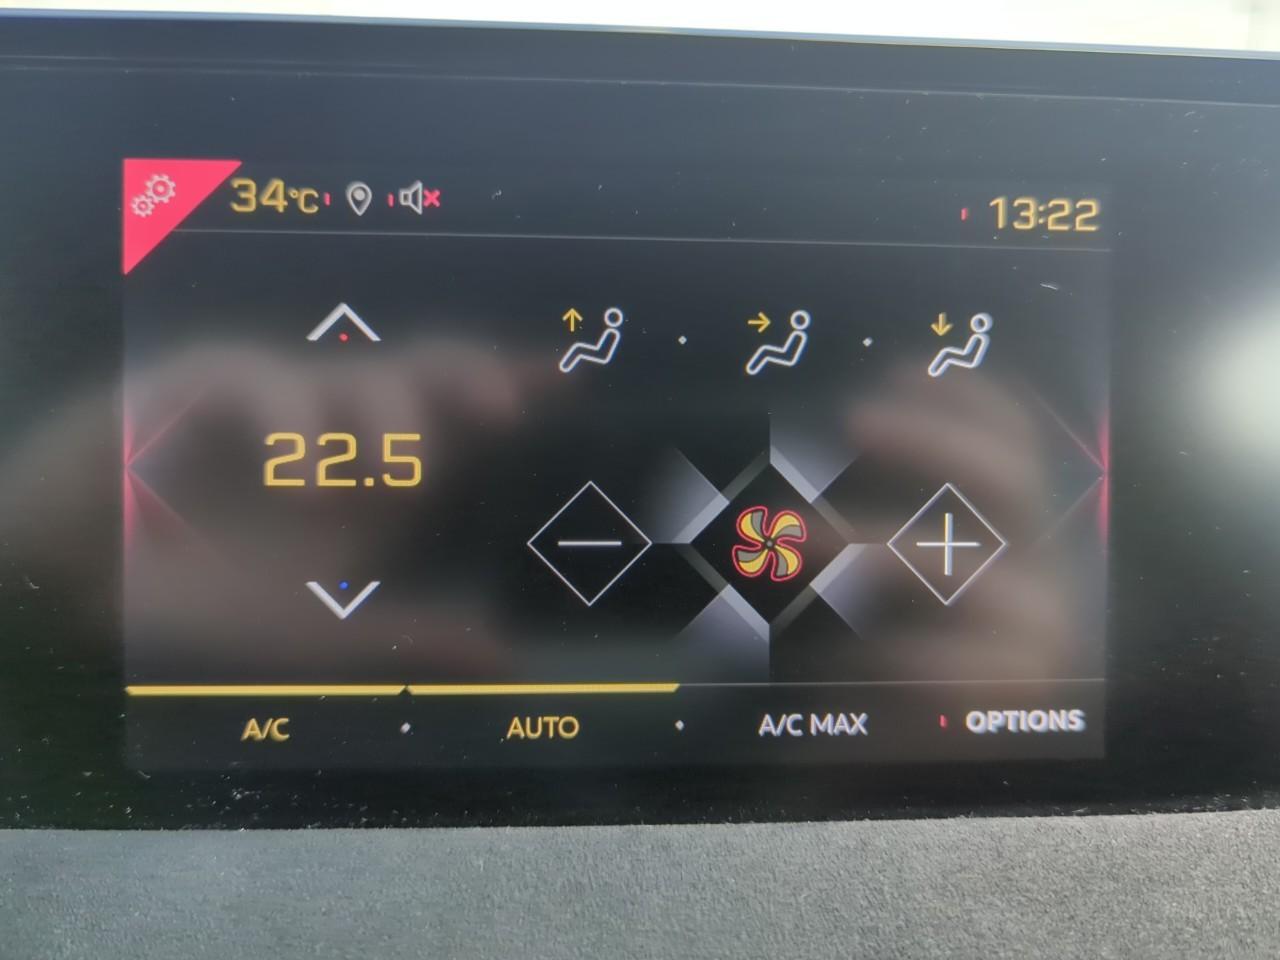 34°C
13:22
22.5
A/C AUTO A/C MAX OPTIONS